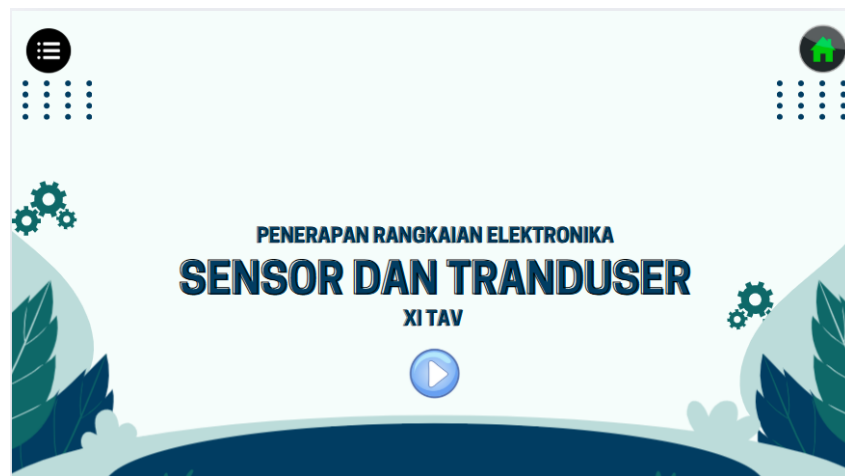 PENERAPAN RANGKAIAN ELEKTRONIKA
SENSOR DAN TRANDUSER
XI TAV